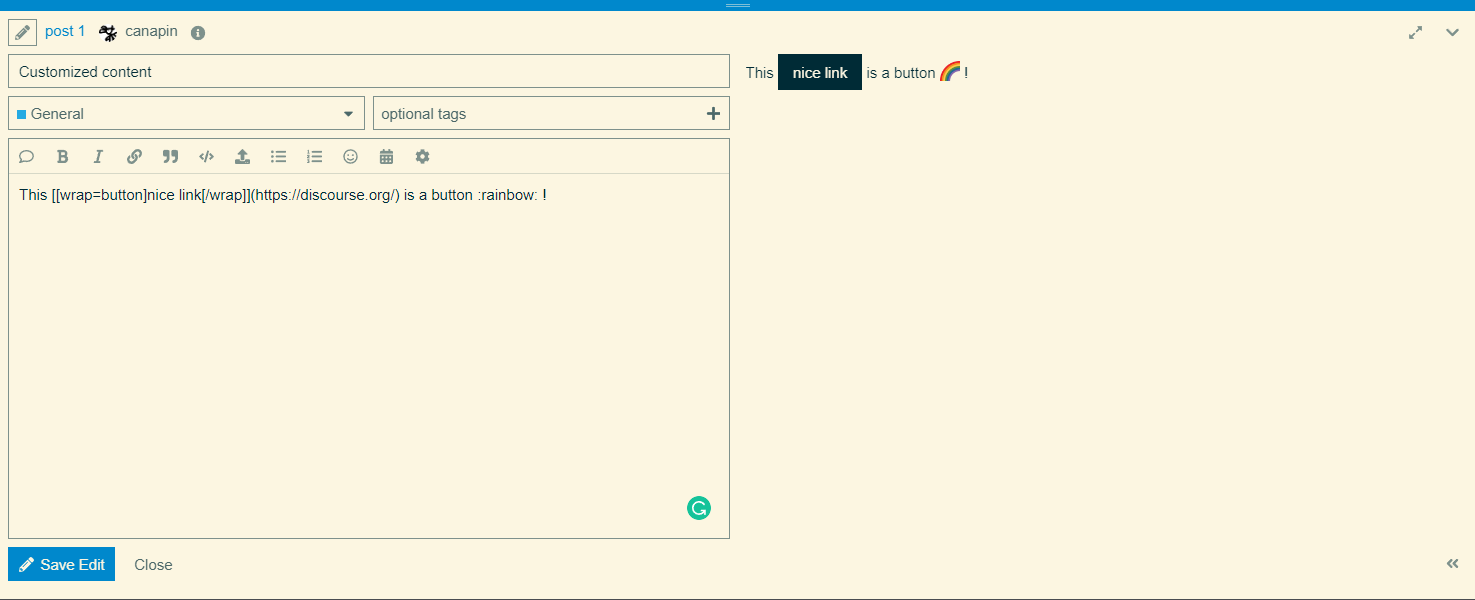 post 1 canapin
Customized content
General
optional tags
This [[wrap=button]nice link[/wrap]](https://discourse.org/) is a button :rainbow: !
Save Edit Close
This nice link is a button 🌈 !